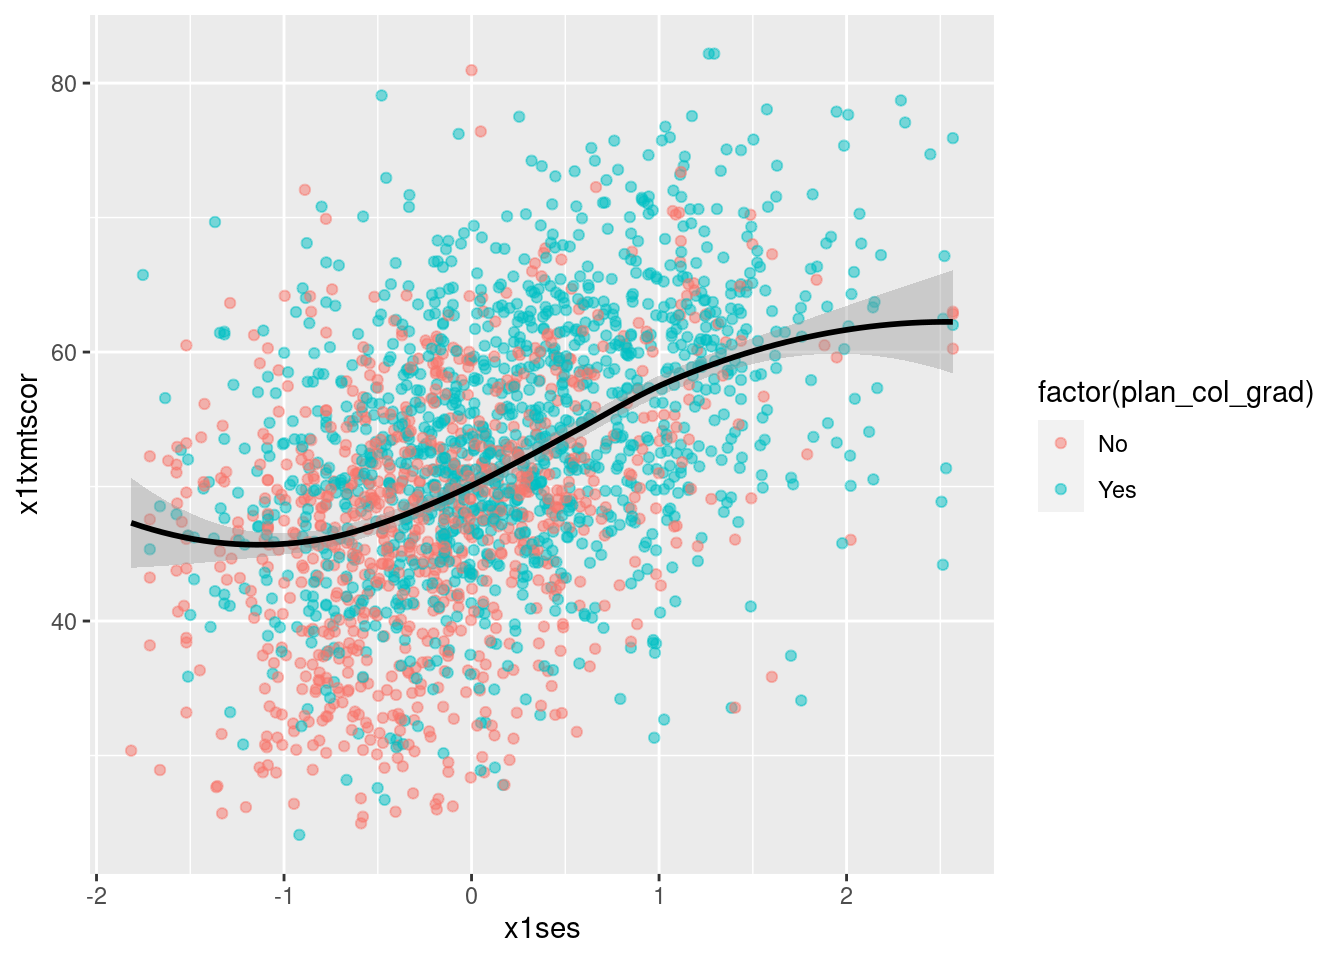 80
60
40
x1txmtscor
-2
-1
0
1
2
x1ses
factor(plan_col_grad)
No
Yes